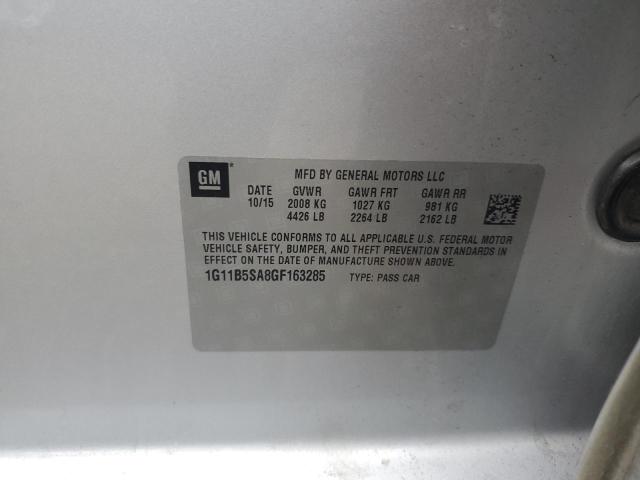 GM
MFD BY GENERAL MOTORS LLC
DATE GVWR GAWR FRT GAWR RR
10/15 2008 KG 1027 KG 981 KG
4426 LB 2264 LB 2162 LB
THIS VEHICLE CONFORMS TO ALL APPLICABLE U.S. FEDERAL MOTOR
VEHICLE SAFETY, BUMPER, AND THEFT PREVENTION STANDARDS IN
EFFECT ON THE DATE OF MANUFACTURE SHOWN ABOVE.
1G11B5SA8GF163285 TYPE: PASS CAR